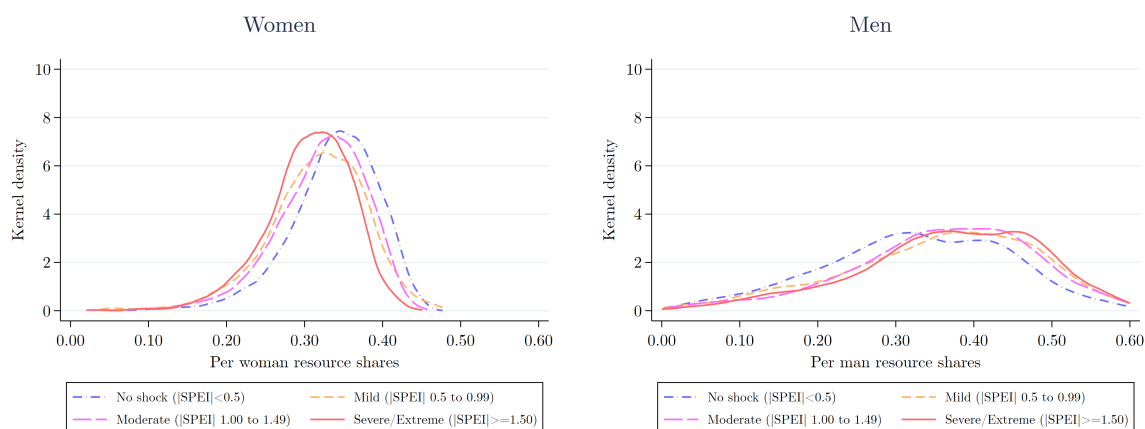 Women
10
8
6
4
2
0
Kernel density
0.00 0.10 0.20 0.30 0.40 0.50 0.60
Per woman resource shares
No shock (|SPEI|<0.5) Mild (|SPEI| 0.5 to 0.99)
Moderate (|SPEI| 1.00 to 1.49) Severe/Extreme (|SPEI|>=1.50)
Men
10
8
6
4
2
0
Kernel density
0.00 0.10 0.20 0.30 0.40 0.50 0.60
Per man resource shares
No shock (|SPEI|<0.5) Mild (|SPEI| 0.5 to 0.99)
Moderate (|SPEI| 1.00 to 1.49) Severe/Extreme (|SPEI|>=1.50)